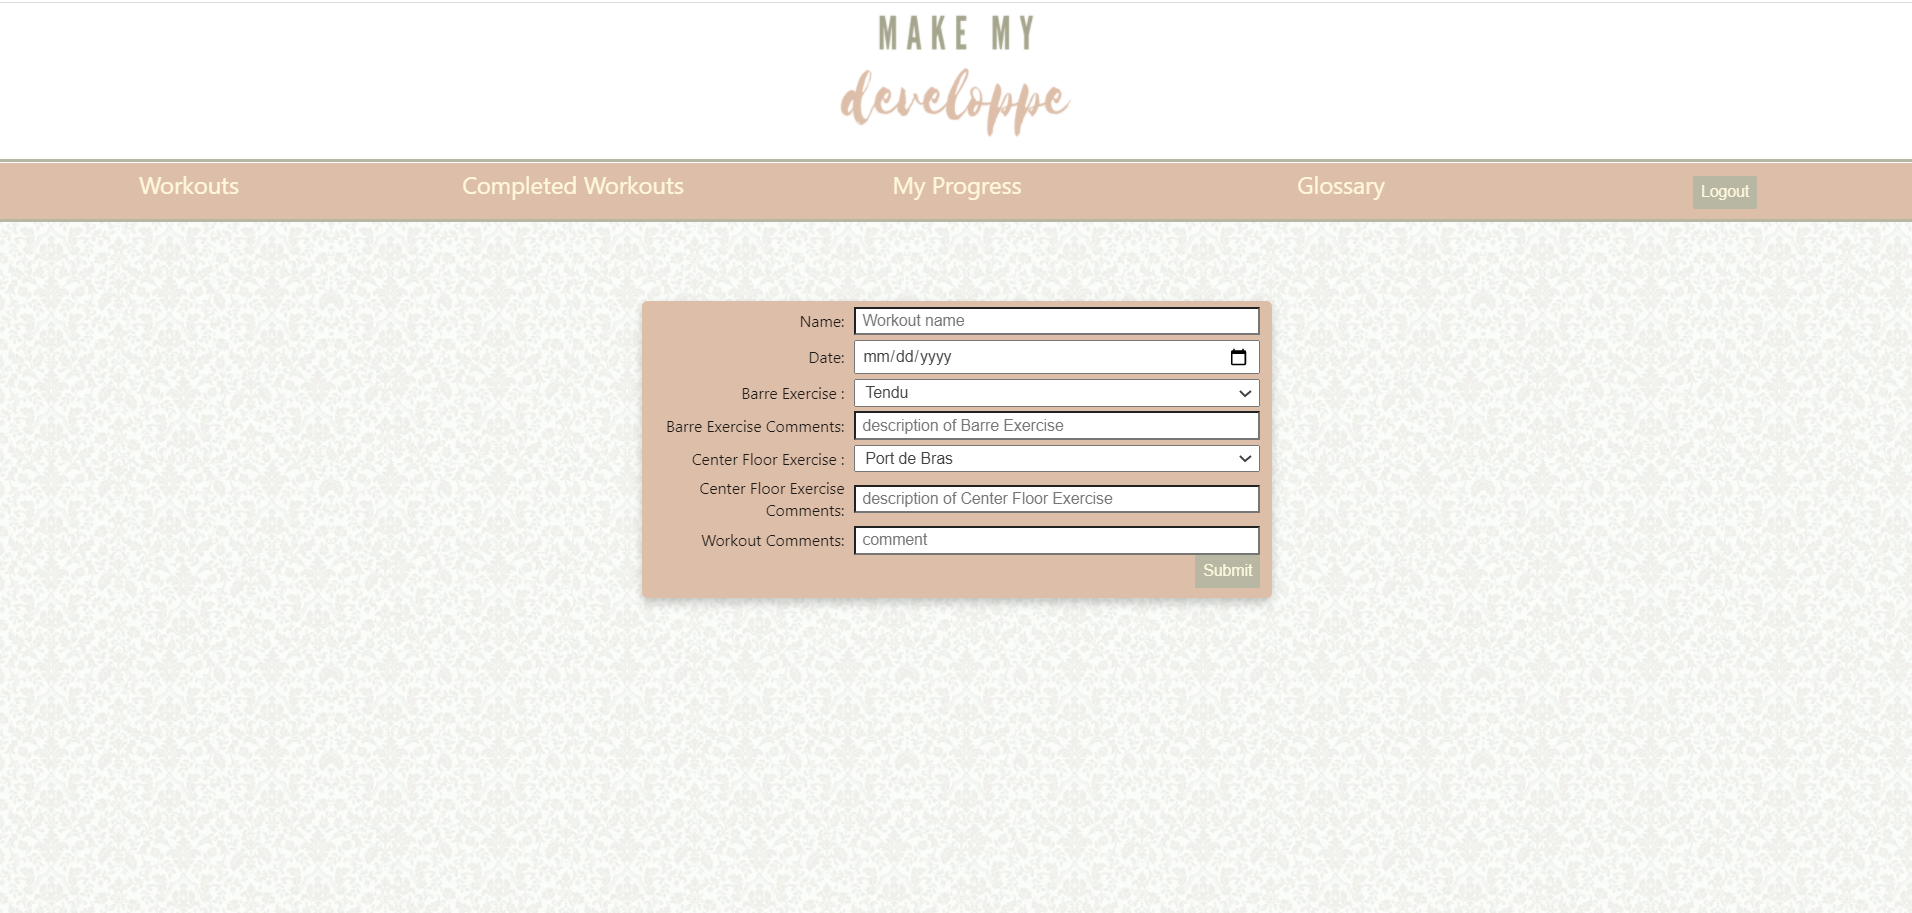 MAKE MY
developpe
Workouts Completed Workouts My Progress Glossary Logout
Name: Workout name
Date: mm/dd/yyyy
Barre Exercise : Tendu
Barre Exercise Comments: description of Barre Exercise
Center Floor Exercise : Port de Bras
Center Floor Exercise
Comments: description of Center Floor Exercise
Workout Comments: comment
Submit